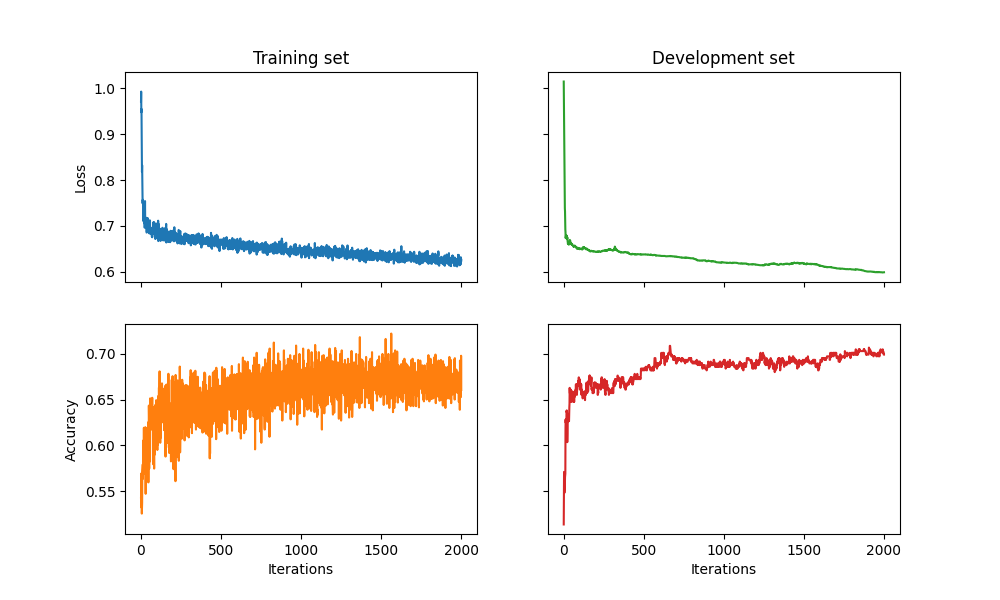 Training set
Development set
1.0
0.9
0.8
0.7
0.6
Loss
0.70
0.65
0.60
0.55
Accuracy
0 500 1000 1500 2000
0 500 1000 1500 2000
Iterations
Iterations